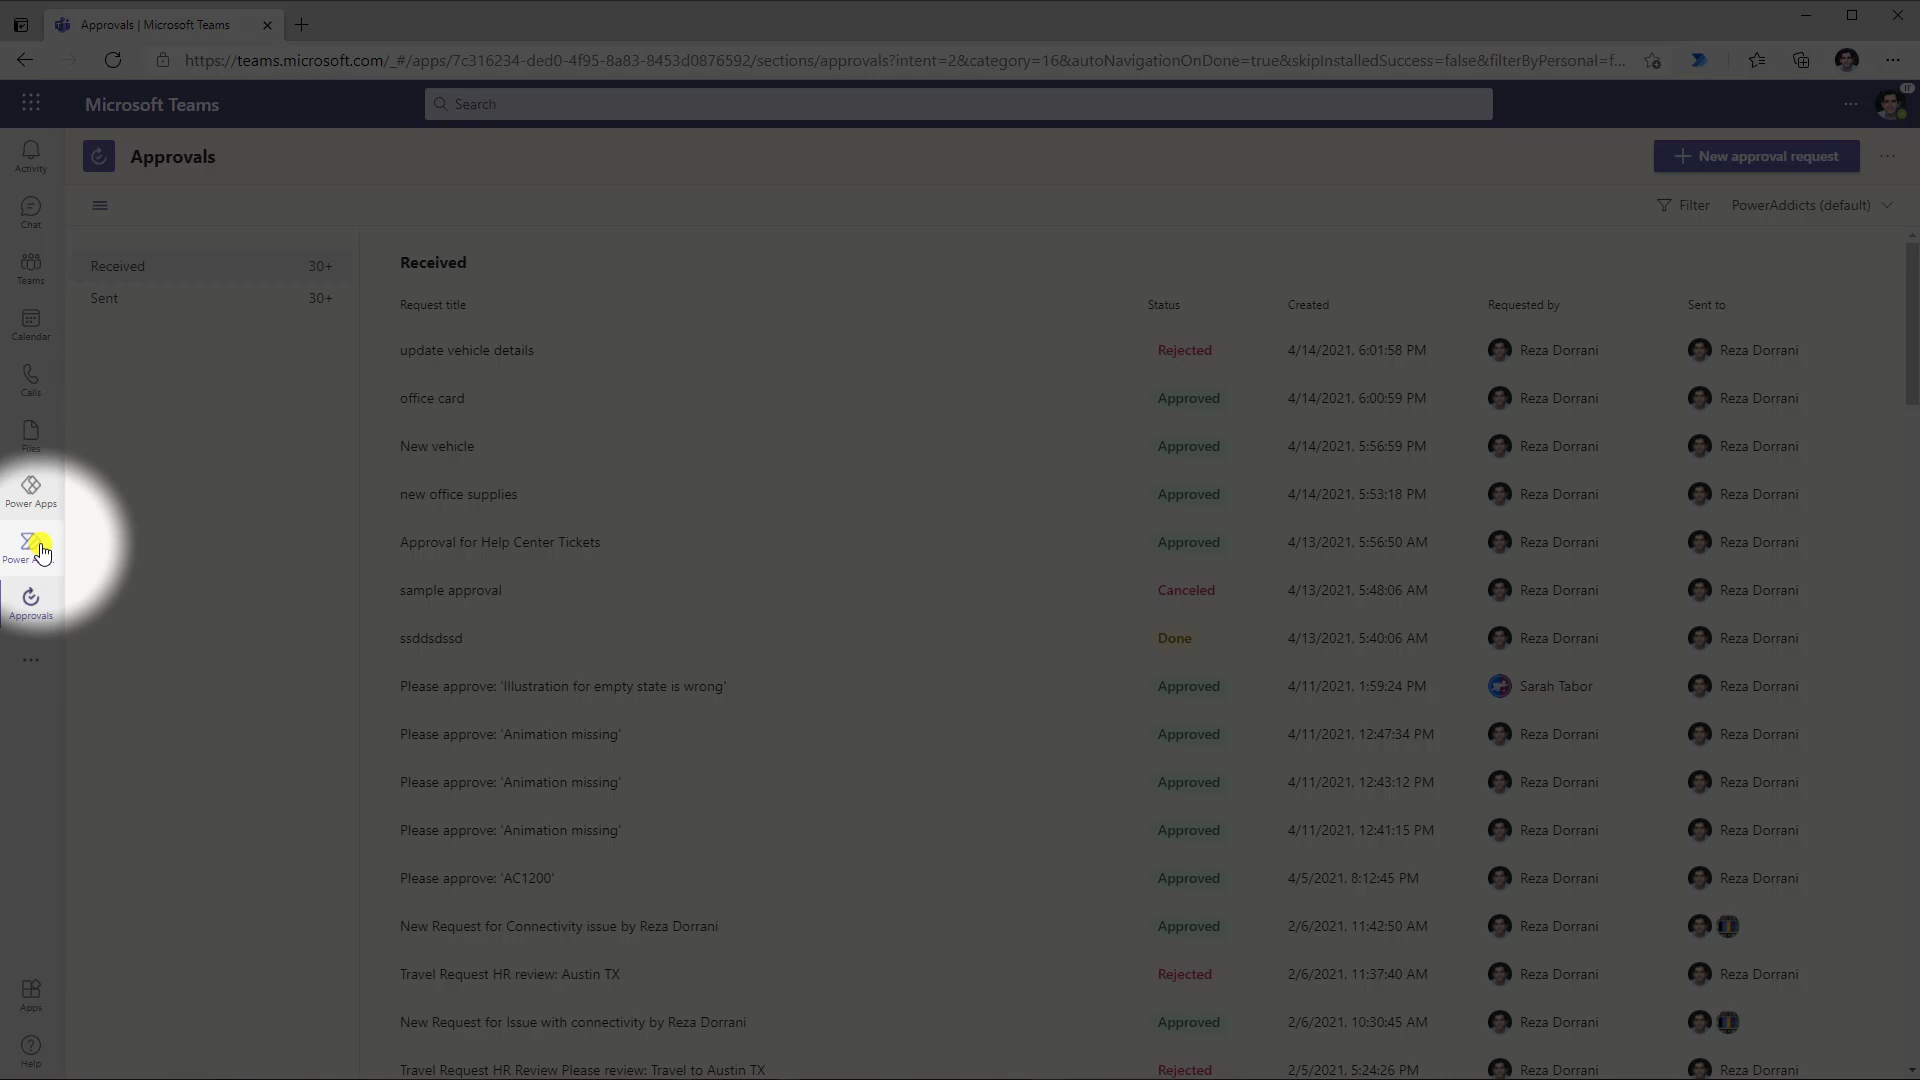 Approvals | Microsoft Teams
https://teams.microsoft.com/_#/apps/7c316234-ded0-4f95-8a83-8453d0876592/sections/approvals?intent=2&category=16&autoNavigationOnDone=true&skipInstalledSuccess=false&filterByPersonal=f...
Microsoft Teams
Search
Activity
Chat
Teams
Calendar
Calls
Files
Power Apps
Power A
Approvals
Apps
Help
Approvals
New approval request
Filter
PowerAddicts (default)
Received 30+
Sent 30+
Received
Request title Status Created Requested by Sent to
update vehicle details Rejected 4/14/2021, 6:01:58 PM Reza Dorrani Reza Dorrani
office card Approved 4/14/2021, 6:00:59 PM Reza Dorrani Reza Dorrani
New vehicle Approved 4/14/2021, 5:56:59 PM Reza Dorrani Reza Dorrani
new office supplies Approved 4/14/2021, 5:53:18 PM Reza Dorrani Reza Dorrani
Approval for Help Center Tickets Approved 4/13/2021, 5:56:50 AM Reza Dorrani Reza Dorrani
sample approval Canceled 4/13/2021, 5:48:06 AM Reza Dorrani Reza Dorrani
ssddsdssd Done 4/13/2021, 5:40:06 AM Reza Dorrani Reza Dorrani
Please approve: 'Illustration for empty state is wrong' Approved 4/11/2021, 1:59:24 PM Sarah Tabor Reza Dorrani
Please approve: 'Animation missing' Approved 4/11/2021, 12:47:34 PM Reza Dorrani Reza Dorrani
Please approve: 'Animation missing' Approved 4/11/2021, 12:43:12 PM Reza Dorrani Reza Dorrani
Please approve: 'Animation missing' Approved 4/11/2021, 12:41:15 PM Reza Dorrani Reza Dorrani
Please approve: 'AC1200' Approved 4/5/2021, 8:12:45 PM Reza Dorrani Reza Dorrani
New Request for Connectivity issue by Reza Dorrani Approved 2/6/2021, 11:42:50 AM Reza Dorrani
Travel Request HR review: Austin TX Rejected 2/6/2021, 11:37:40 AM Reza Dorrani Reza Dorrani
New Request for Issue with connectivity by Reza Dorrani Approved 2/6/2021, 10:30:45 AM Reza Dorrani
Travel Request HR Review Please review: Travel to Austin TX Rejected 2/5/2021, 5:24:26 PM Reza Dorrani Reza Dorrani